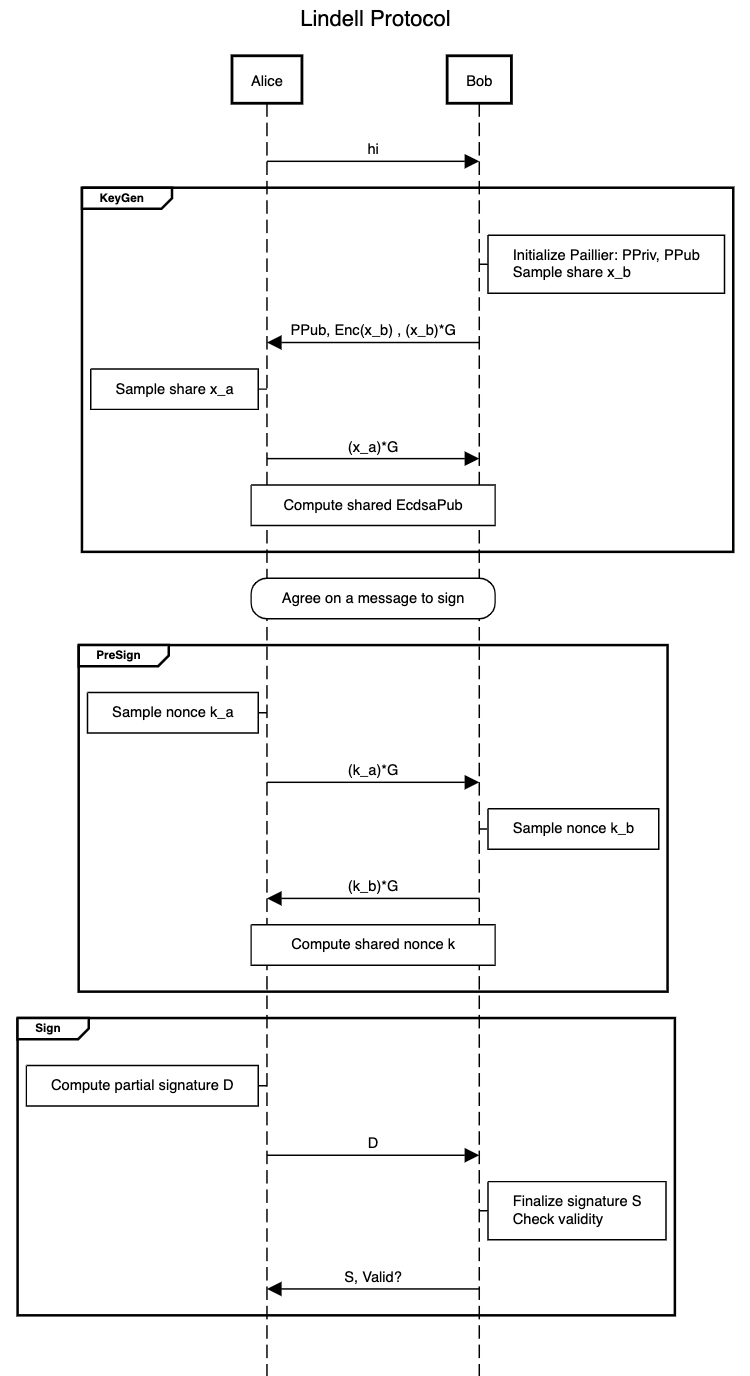 Lindell Protocol
Alice
Bob
hi
KeyGen
Initialize Paillier: PPriv, PPub
Sample share x_b
PPub, Enc(x_b) , (x_b)*G
Sample share x_a
(x_a)*G
Compute shared EcdsaPub
Agree on a message to sign
PreSign
Sample nonce k_a
(k_a)*G
Sample nonce k_b
(k_b)*G
Compute shared nonce k
Sign
Compute partial signature D
D
Finalize signature S
Check validity
S, Valid?